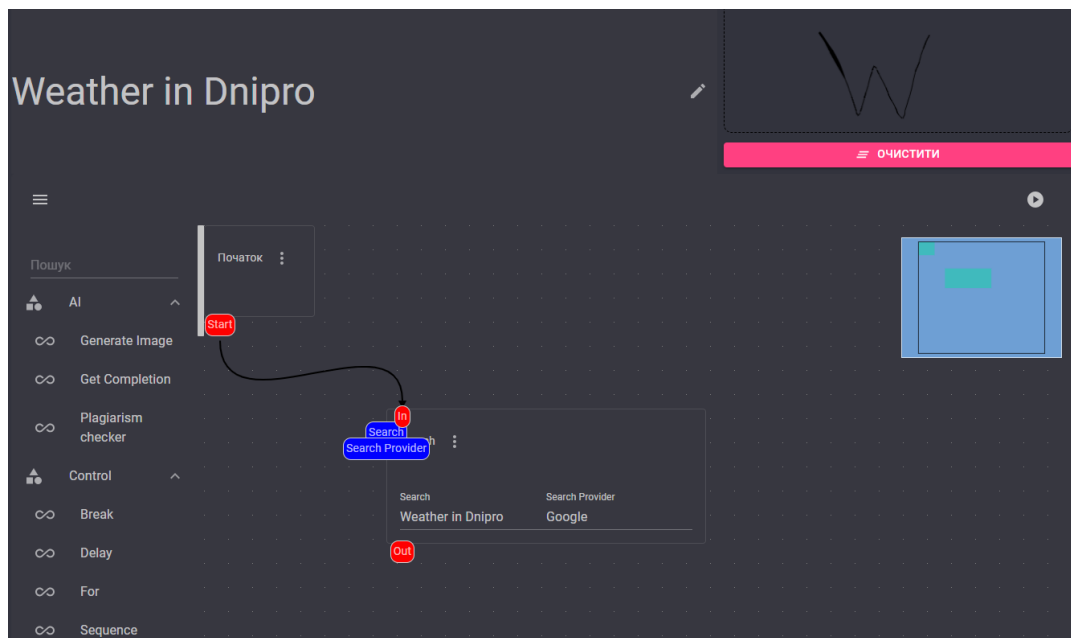 Weather in Dnipro
W
ОЧИСТИТИ
Пошук
AI
Generate Image
Get Completion
Plagiarism
checker
Control
Break
Delay
For
Sequence
Початок
Start
In
Search
Search Provider
h
Search Search Provider
Weather in Dnipro Google
Out